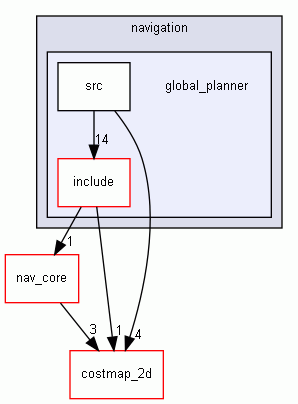 navigation
src
global_planner
14
include
1
nav_core
3
1
4
costmap_2d